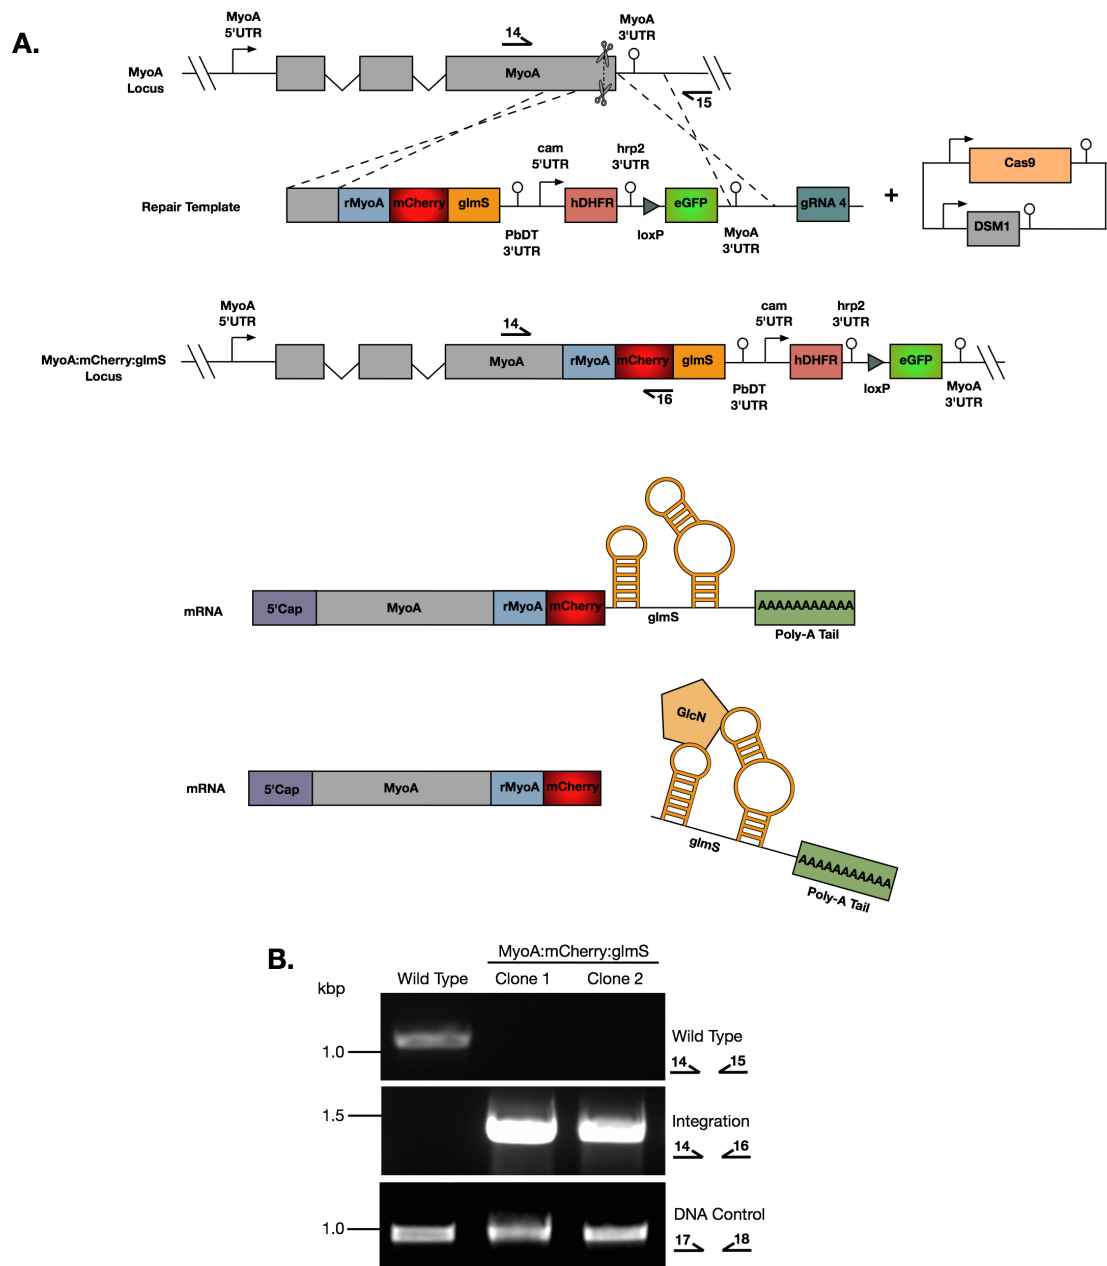 A.
MyoA
5'UTR
14
MyoA
3'UTR
MyoA
Locus
MyoA
15
cam
5'UTR
hrp2
3'UTR
Cas9
Repair Template
rMyoA
mCherry
glmS
hDHFR
eGFP
gRNA 4
+
DSM1
PbDT
3'UTR
loxP
MyoA
3'UTR
MyoA
5'UTR
14
cam
5'UTR
hrp2
3'UTR
MyoA:mCherry:glmS
Locus
MyoA
rMyoA
mCherry
glmS
hDHFR
eGFP
16
PbDT
3'UTR
loxP
MyoA
3'UTR
mRNA
5'Cap
MyoA
rMyoA
mCherry
glmS
AAAAAAAAAAA
Poly-A Tail
GlcN
mRNA
5'Cap
MyoA
rMyoA
mCherry
glmS
AAAAAAAAAAA
Poly-A Tail
B.
MyoA:mCherry:glmS
kbp
Wild Type
Clone 1
Clone 2
1.0
Wild Type
14 15
1.5
Integration
14 16
1.0
DNA Control
17 18